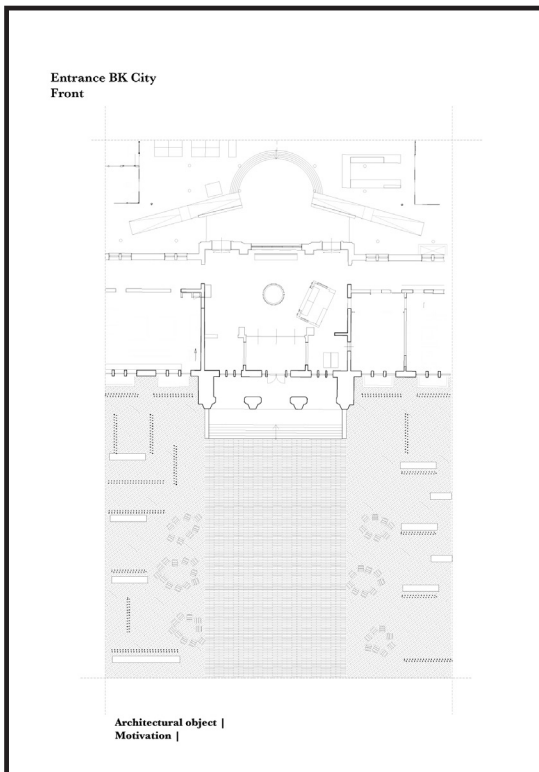 Entrance BK City
Front
Architectural object |
Motivation |